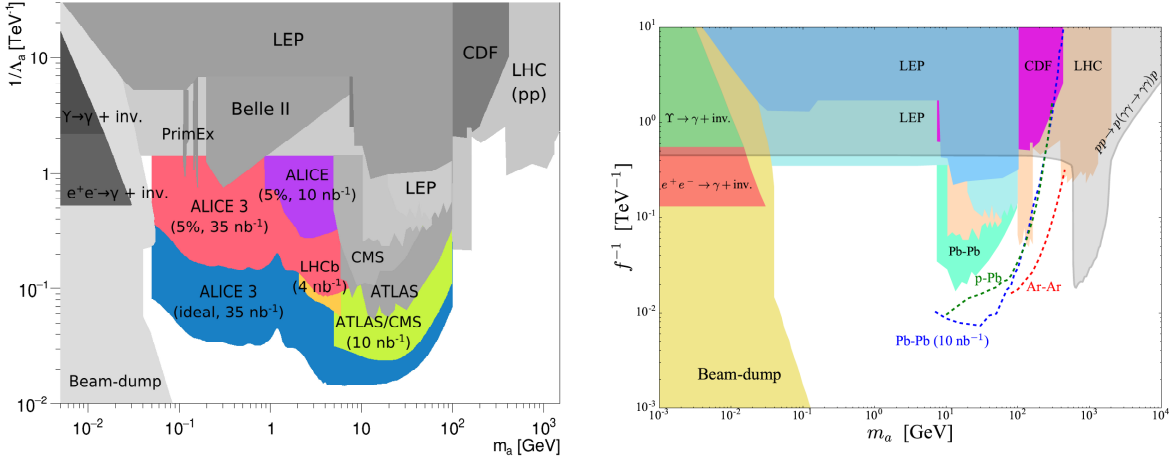 1/Λₐ [TeV⁻¹]
10
1
10⁻¹
10⁻²
LEP
CDF
LHC
(pp)
Belle II
ϒ→γ + inv.
PrimEx
e⁺e⁻→γ + inv.
ALICE
(5%, 10 nb⁻¹)
LEP
ALICE 3
(5%, 35 nb⁻¹)
CMS
LHCb
(4 nb⁻¹)
ALICE 3
(ideal, 35 nb⁻¹)
ATLAS
ATLAS/CMS
(10 nb⁻¹)
Beam-dump
10⁻² 10⁻¹ 1 10 10² 10³
mₐ [GeV]
f⁻¹ [TeV⁻¹]
10¹
10⁰
10⁻¹
10⁻²
10⁻³
LEP
CDF
LHC
pp→p(γγ→γγ)p
ϒ→γ+inv.
LEP
e⁺e⁻→γ+inv.
Pb-Pb
p-Pb
Ar-Ar
Pb-Pb (10 nb⁻¹)
Beam-dump
10⁻³ 10⁻² 10⁻¹ 10⁰ 10¹ 10² 10³ 10⁴
mₐ [GeV]